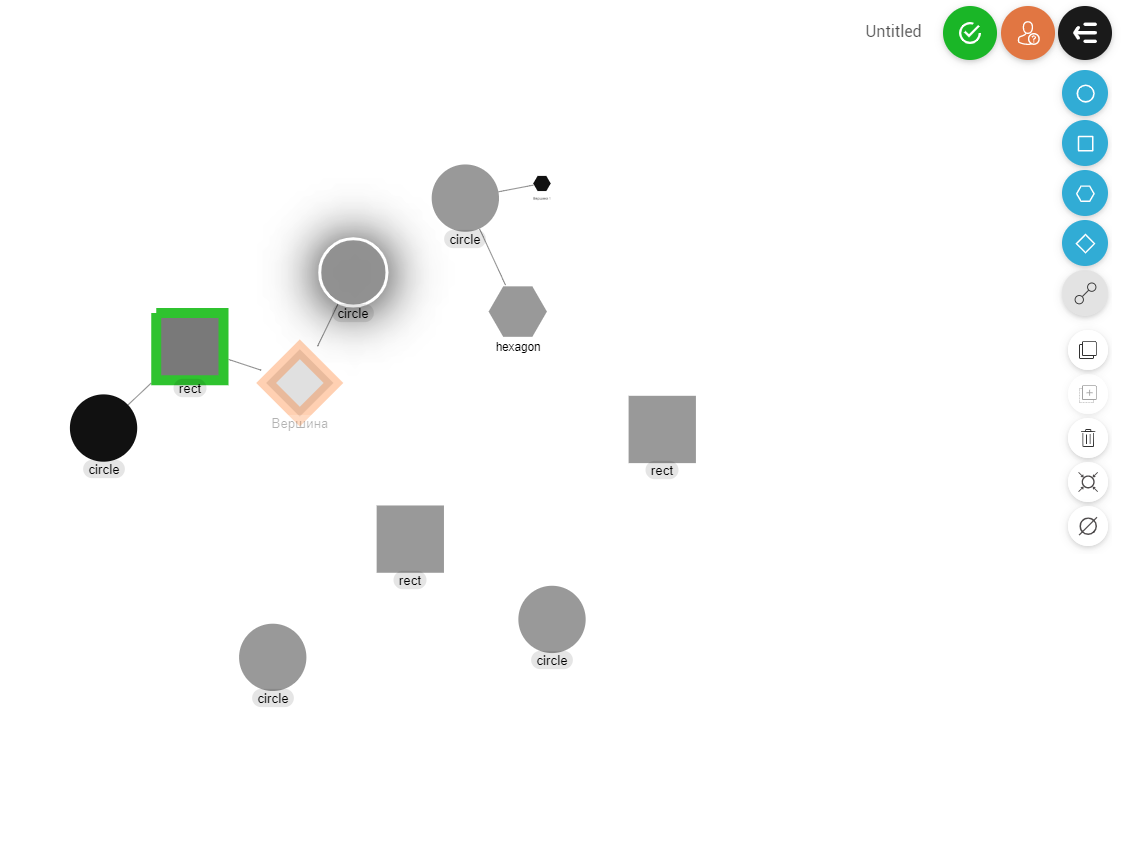 Untitled
circle
circle
hexagon
rect
Вершина
circle
rect
rect
circle
circle